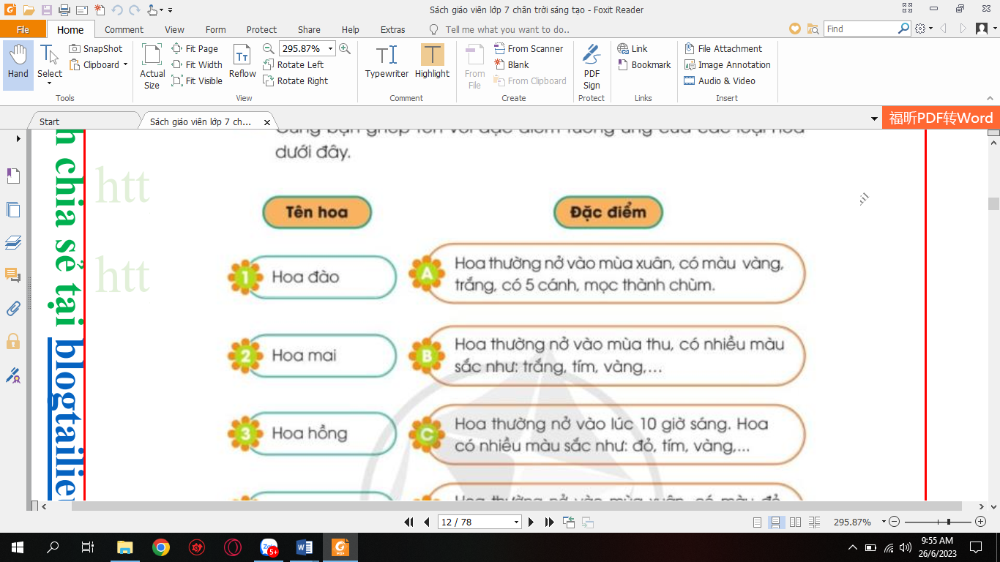 Sách giáo viên lớp 7 chân trời sáng tạo - Foxit Reader
File Home Comment View Form Protect Share Help Extras Tell me what you want to do.. Find
Hand Select SnapShot Clipboard Actual Size Fit Page Fit Width Fit Visible Reflow 295.87% Rotate Left Rotate Right Typewriter Highlight From File From Scanner Blank From Clipboard PDF Sign Link Bookmark File Attachment Image Annotation Audio & Video
Tools View Comment Create Protect Links Insert
Start Sách giáo viên lớp 7 ch... 福昕PDF转Word
dưới đây.
h chia sẻ tại blogtailie
htt
htt
Tên hoa Đặc điểm
1 Hoa đào
A Hoa thường nở vào mùa xuân, có màu vàng,
trắng, có 5 cánh, mọc thành chùm.
2 Hoa mai
B Hoa thường nở vào mùa thu, có nhiều màu
sắc như: trắng, tím, vàng,...
3 Hoa hồng
C Hoa thường nở vào lúc 10 giờ sáng. Hoa
có nhiều màu sắc như: đỏ, tím, vàng,...
12 / 78 295.87%
5+
9:55 AM
26/6/2023